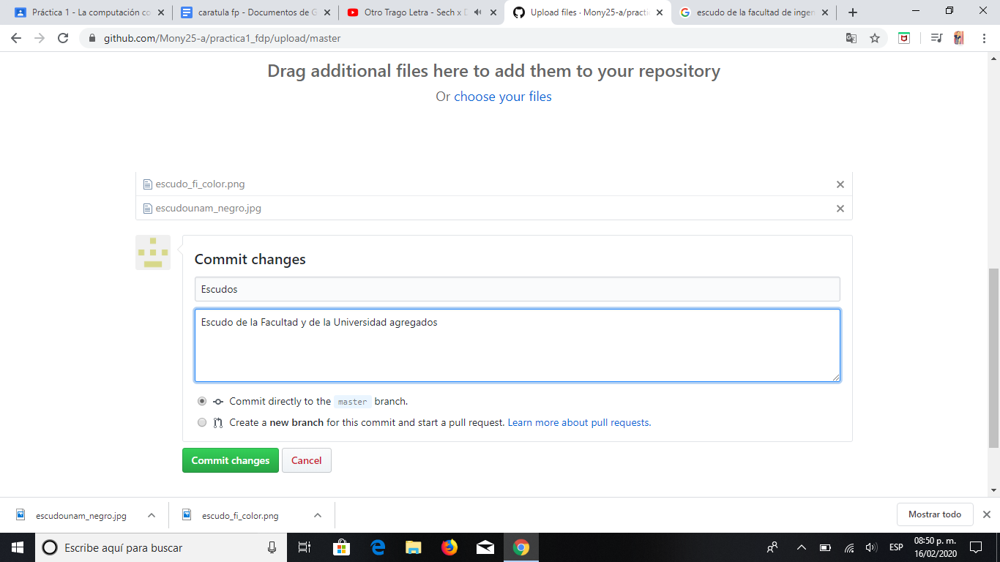 Práctica 1 - La computación co
caratula fp - Documentos de G
Otro Trago Letra - Sech x D
Upload files · Mony25-a/practi
escudo de la facultad de ingen
github.com/Mony25-a/practica1_fdp/upload/master
Drag additional files here to add them to your repository
Or choose your files
escudo_fi_color.png
escudounam_negro.jpg
Commit changes
Escudos
Escudo de la Facultad y de la Universidad agregados
Commit directly to the master branch.
Create a new branch for this commit and start a pull request. Learn more about pull requests.
Commit changes
Cancel
escudounam_negro.jpg
escudo_fi_color.png
Mostrar todo
Escribe aquí para buscar
ESP
08:50 p. m.
16/02/2020